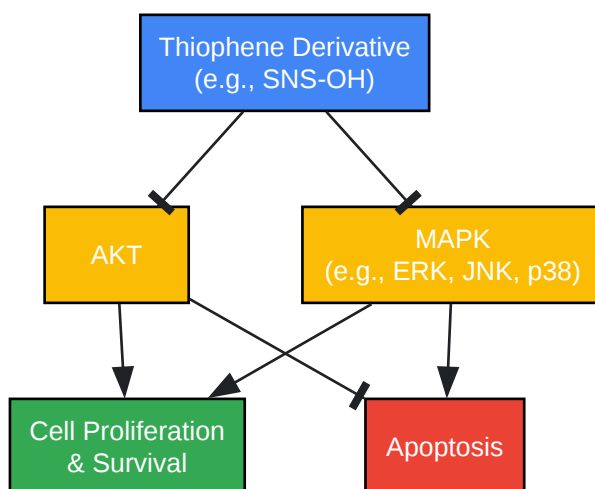 Thiophene Derivative
(e.g., SNS-OH)
AKT
MAPK
(e.g., ERK, JNK, p38)
Cell Proliferation
& Survival
Apoptosis